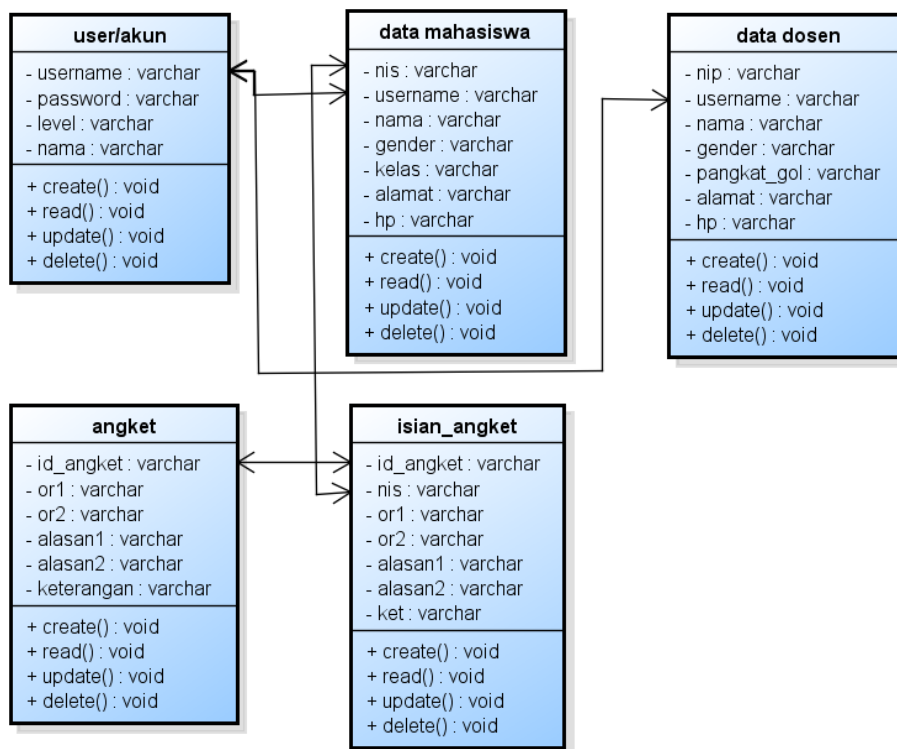 user/akun
- username : varchar
- password : varchar
- level : varchar
- nama : varchar
+ create() : void
+ read() : void
+ update() : void
+ delete() : void
data mahasiswa
- nis : varchar
- username : varchar
- nama : varchar
- gender : varchar
- kelas : varchar
- alamat : varchar
- hp : varchar
+ create() : void
+ read() : void
+ update() : void
+ delete() : void
data dosen
- nip : varchar
- username : varchar
- nama : varchar
- gender : varchar
- pangkat_gol : varchar
- alamat : varchar
- hp : varchar
+ create() : void
+ read() : void
+ update() : void
+ delete() : void
angket
- id_angket : varchar
- or1 : varchar
- or2 : varchar
- alasan1 : varchar
- alasan2 : varchar
- keterangan : varchar
+ create() : void
+ read() : void
+ update() : void
+ delete() : void
isian_angket
- id_angket : varchar
- nis : varchar
- or1 : varchar
- or2 : varchar
- alasan1 : varchar
- alasan2 : varchar
- ket : varchar
+ create() : void
+ read() : void
+ update() : void
+ delete() : void